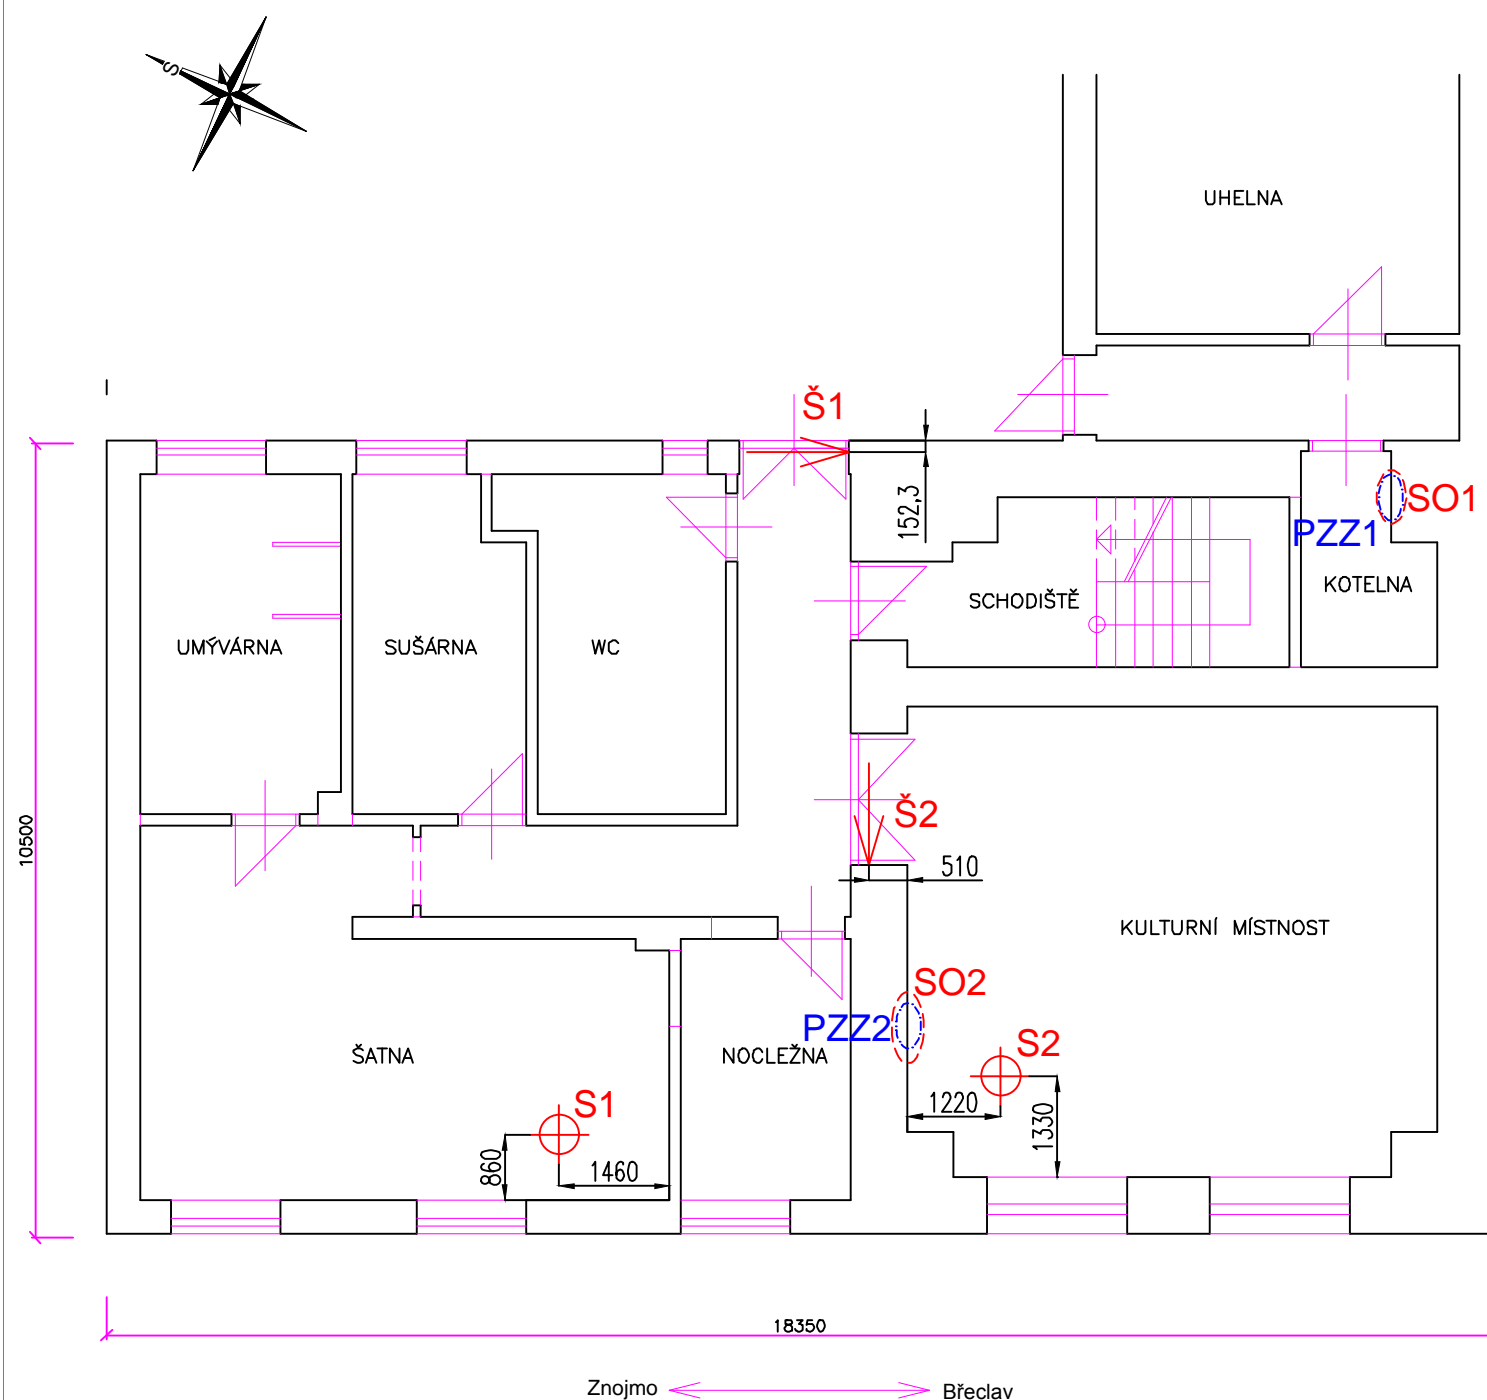 S
UHELNA
Š1
152,3
SO1
PZZ1
KOTELNA
SCHODIŠTĚ
UMÝVÁRNA
SUŠÁRNA
WC
10500
Š2
510
KULTURNÍ MÍSTNOST
SO2
PZZ2
ŠATNA
NOCLEŽNA
S2
S1
1220
1330
860
1460
18350
Znojmo
Břeclav